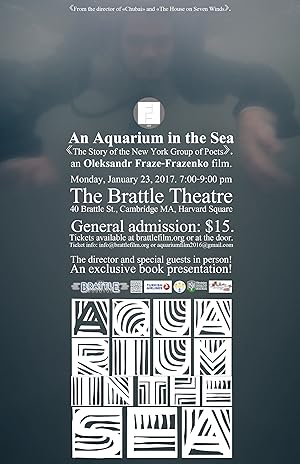 《From the director of «Chubai» and «The House on Seven Winds》.
An Aquarium in the Sea
《The Story of the New York Group of Poets》.
an Oleksandr Fraze-Frazenko film.
Monday, January 23, 2017. 7:00-9:00 pm
The Brattle Theatre
40 Brattle St., Cambridge MA, Harvard Square
General admission: $15.
Tickets available at brattlefilm.org or at the door.
Ticket info: info@brattlefilm.org or aquariumfilm2016@gmail.com
The director and special guests in person!
An exclusive book presentation!
BRATTLE
TURKISH AIRLINES
AQUA
RIUM
IN THE
SEA